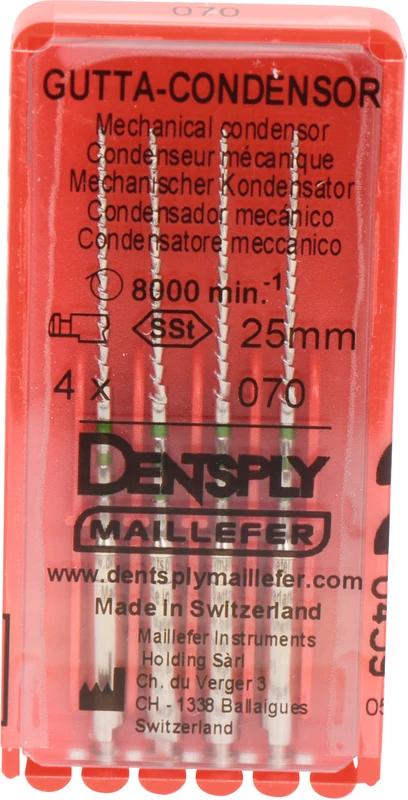 070
GUTTA-CONDENSOR
Mechanical condensor
Condenseur mécanique
Mechanischer Kondensator
Condensador mecánico
Condensatore meccanico
8000 min.-1
SSt 25mm
4 x 070
DENTSPLY
MAILLEFER
www.dentsplymaillefer.com
Made in Switzerland
Maillefer Instruments
Holding Sàrl
Ch. du Verger 3
CH - 1338 Ballaigues
Switzerland
05